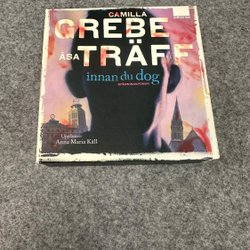 CAMILLA
GREBE
ÅSA TRÄFF
innan du dog
Uppläsare
Anna Maria Käll